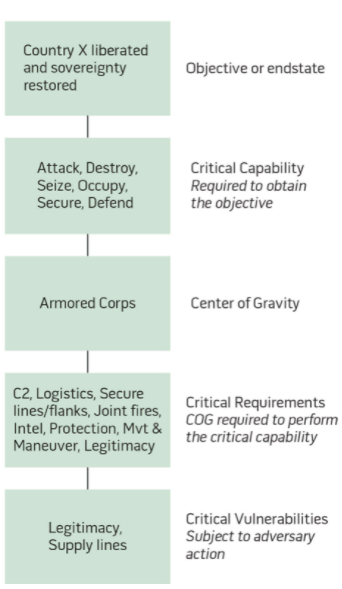 Country X liberated
and sovereignty
restored
Objective or endstate
Attack, Destroy,
Seize, Occupy,
Secure, Defend
Critical Capability
Required to obtain
the objective
Armored Corps
Center of Gravity
C2, Logistics, Secure
lines/flanks, Joint fires,
Intel, Protection, Mvt &
Maneuver, Legitimacy
Critical Requirements
COG required to perform
the critical capability
Legitimacy,
Supply lines
Critical Vulnerabilities
Subject to adversary
action